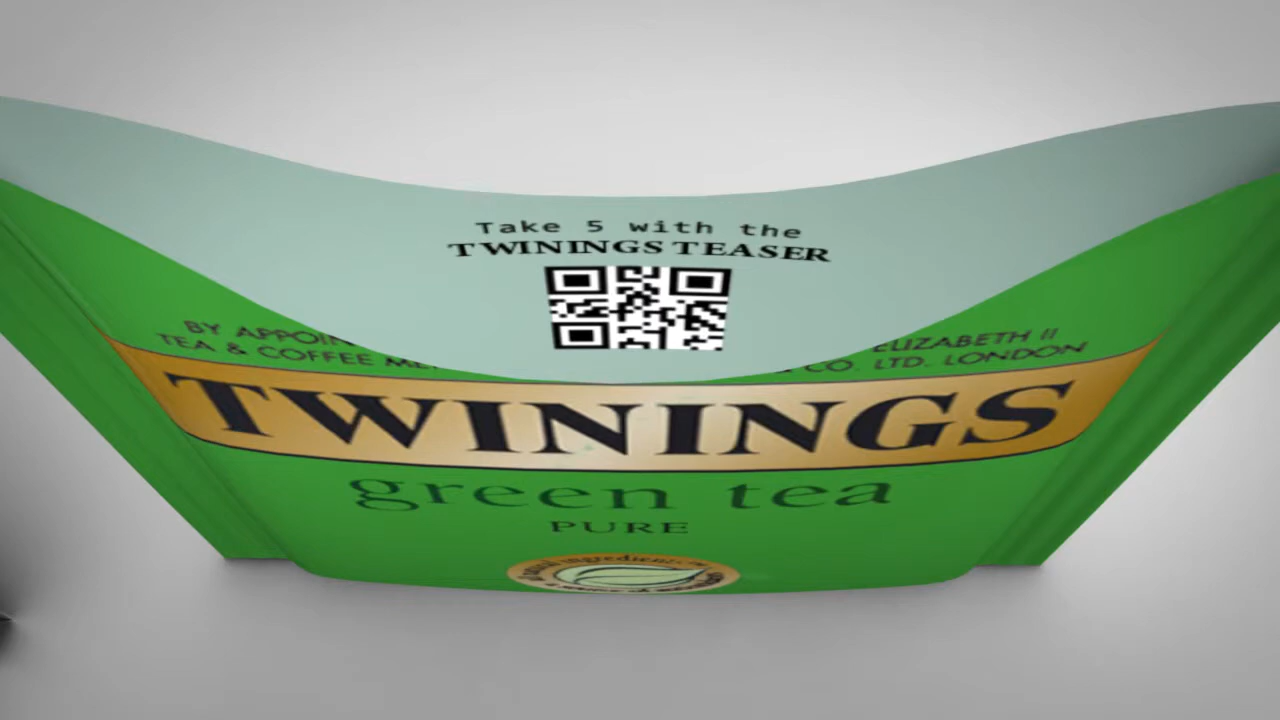 Take 5 with the
TWININGS TEASER
BY APPOIN ELIZABETH II
TEA & COFFEE ME CO. LTD. LONDON
TWININGS
green tea
PURE
ingredients